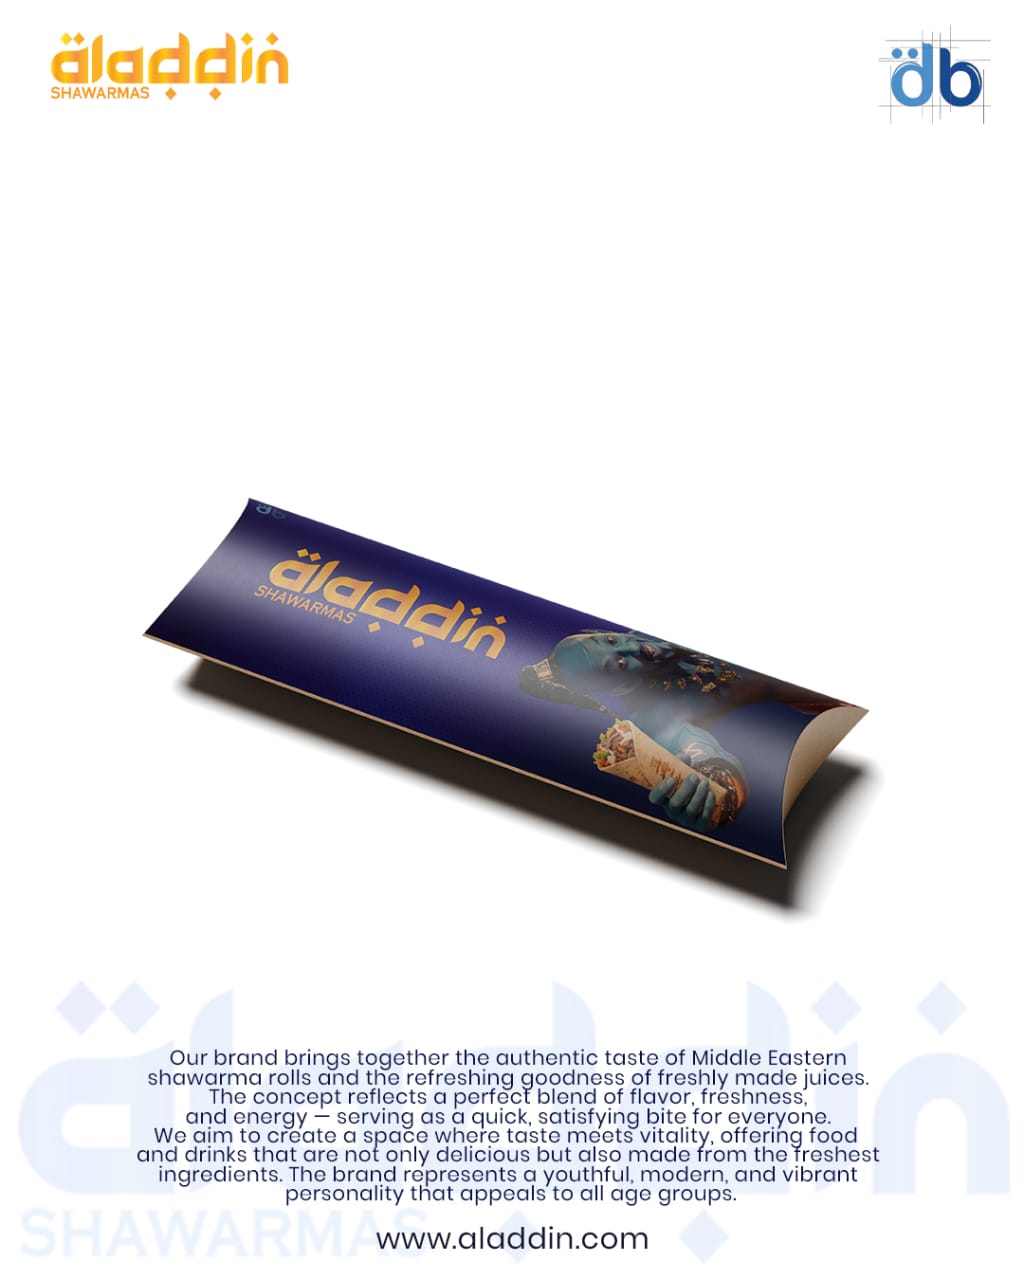 äladdin
SHAWARMAS
db
äladdin
SHAWARMAS
Our brand brings together the authentic taste of Middle Eastern
shawarma rolls and the refreshing goodness of freshly made juices.
The concept reflects a perfect blend of flavor, freshness,
and energy — serving as a quick, satisfying bite for everyone.
We aim to create a space where taste meets vitality, offering food
and drinks that are not only delicious but also made from the freshest
ingredients. The brand represents a youthful, modern, and vibrant
personality that appeals to all age groups.
äladdin
SHAWARMAS
www.aladdin.com